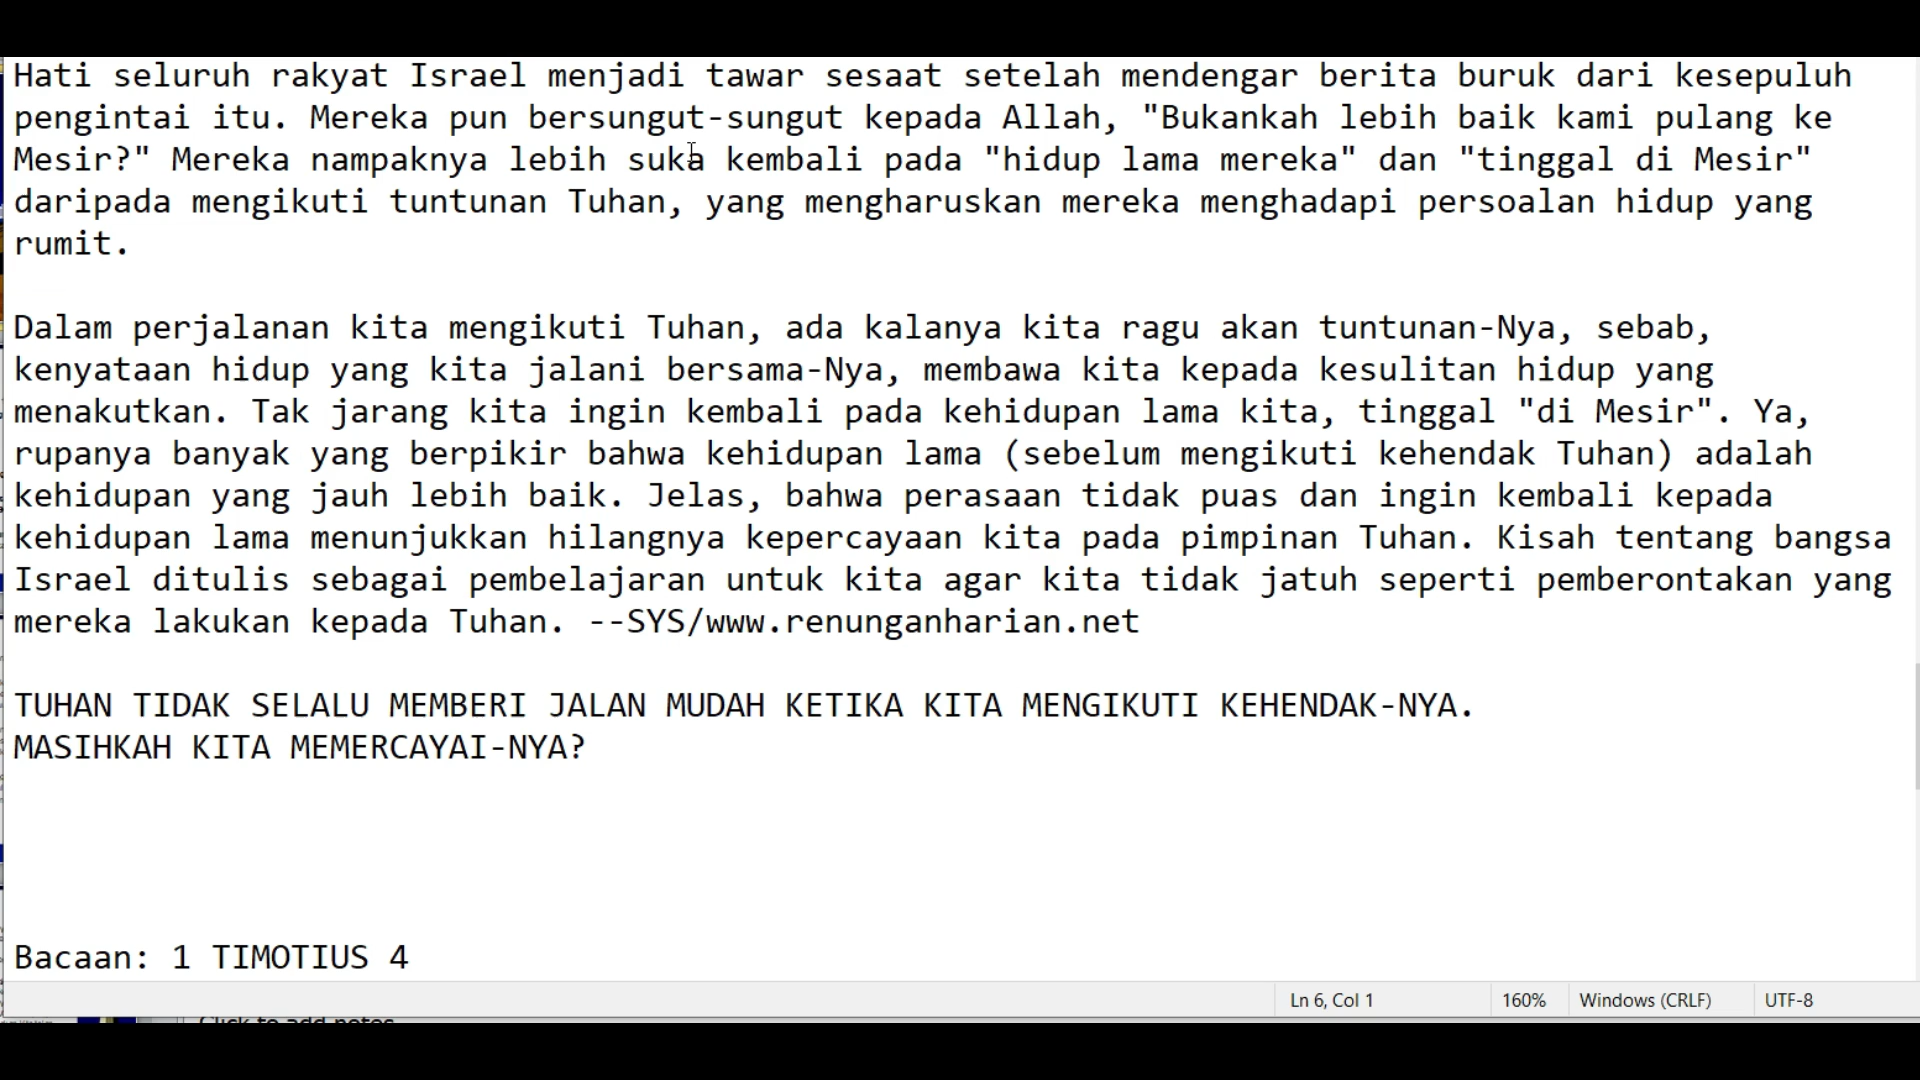 Hati seluruh rakyat Israel menjadi tawar sesaat setelah mendengar berita buruk dari kesepuluh
pengintai itu. Mereka pun bersungut-sungut kepada Allah, "Bukankah lebih baik kami pulang ke
Mesir?" Mereka nampaknya lebih suka kembali pada "hidup lama mereka" dan "tinggal di Mesir"
daripada mengikuti tuntunan Tuhan, yang mengharuskan mereka menghadapi persoalan hidup yang
rumit.
Dalam perjalanan kita mengikuti Tuhan, ada kalanya kita ragu akan tuntunan-Nya, sebab,
kenyataan hidup yang kita jalani bersama-Nya, membawa kita kepada kesulitan hidup yang
menakutkan. Tak jarang kita ingin kembali pada kehidupan lama kita, tinggal "di Mesir". Ya,
rupanya banyak yang berpikir bahwa kehidupan lama (sebelum mengikuti kehendak Tuhan) adalah
kehidupan yang jauh lebih baik. Jelas, bahwa perasaan tidak puas dan ingin kembali kepada
kehidupan lama menunjukkan hilangnya kepercayaan kita pada pimpinan Tuhan. Kisah tentang bangsa
Israel ditulis sebagai pembelajaran untuk kita agar kita tidak jatuh seperti pemberontakan yang
mereka lakukan kepada Tuhan. --SYS/www.renunganharian.net
TUHAN TIDAK SELALU MEMBERI JALAN MUDAH KETIKA KITA MENGIKUTI KEHENDAK-NYA.
MASIHKAH KITA MEMERCAYAI-NYA?
Bacaan: 1 TIMOTIUS 4
Ln 6, Col 1 160% Windows (CRLF) UTF-8
Click to add notes